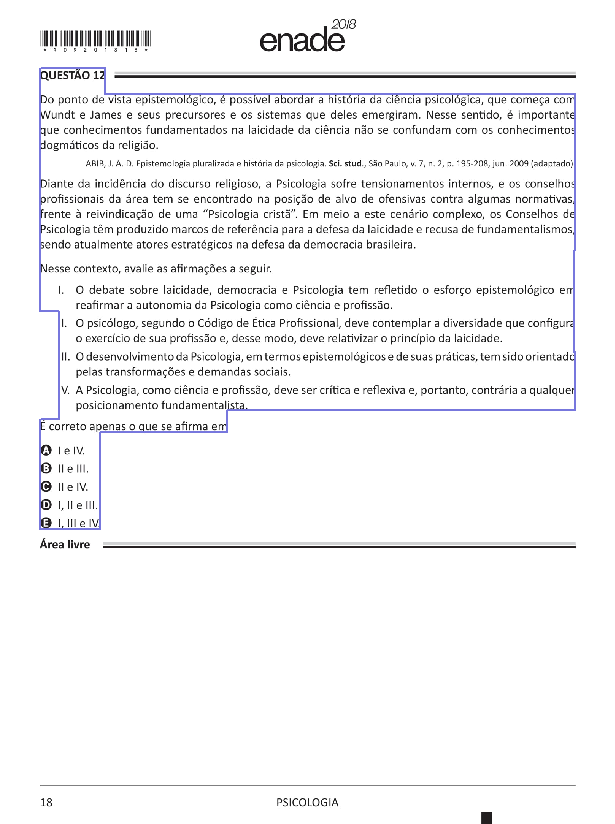 *R09201818*
enade 2018
QUESTÃO 12
Do ponto de vista epistemológico, é possível abordar a história da ciência psicológica, que começa com
Wundt e James e seus precursores e os sistemas que deles emergiram. Nesse sentido, é importante
que conhecimentos fundamentados na laicidade da ciência não se confundam com os conhecimentos
dogmáticos da religião.
ABIB, J. A. D. Epistemologia pluralizada e história da psicologia. Sci. stud., São Paulo, v. 7, n. 2, p. 195-208, jun. 2009 (adaptado).
Diante da incidência do discurso religioso, a Psicologia sofre tensionamentos internos, e os conselhos
profissionais da área tem se encontrado na posição de alvo de ofensivas contra algumas normativas,
frente à reivindicação de uma “Psicologia cristã”. Em meio a este cenário complexo, os Conselhos de
Psicologia têm produzido marcos de referência para a defesa da laicidade e recusa de fundamentalismos,
sendo atualmente atores estratégicos na defesa da democracia brasileira.
Nesse contexto, avalie as afirmações a seguir.
I. O debate sobre laicidade, democracia e Psicologia tem refletido o esforço epistemológico em
reafirmar a autonomia da Psicologia como ciência e profissão.
I. O psicólogo, segundo o Código de Ética Profissional, deve contemplar a diversidade que configura
o exercício de sua profissão e, desse modo, deve relativizar o princípio da laicidade.
II. O desenvolvimento da Psicologia, em termos epistemológicos e de suas práticas, tem sido orientado
pelas transformações e demandas sociais.
V. A Psicologia, como ciência e profissão, deve ser crítica e reflexiva e, portanto, contrária a qualquer
posicionamento fundamentalista.
É correto apenas o que se afirma em
A I e IV.
B II e III.
C II e IV.
D I, II e III.
E I, III e IV.
Área livre
18 PSICOLOGIA